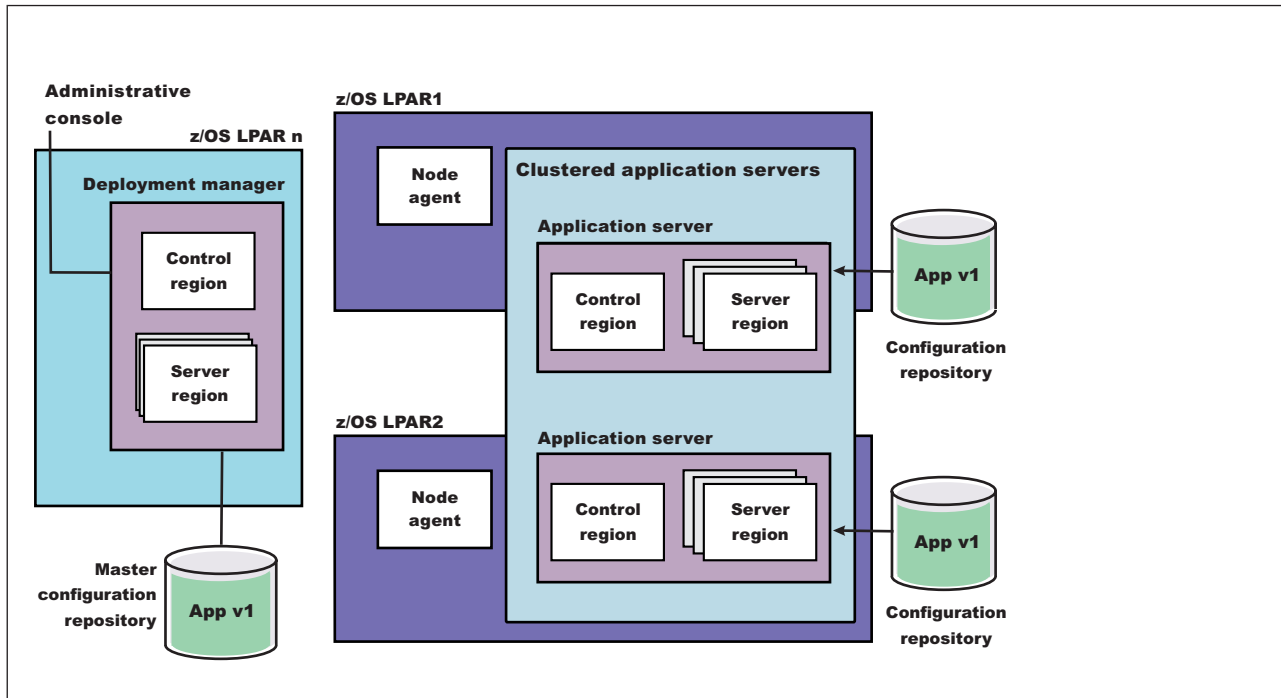 Administrative
console
z/OS LPAR n
Deployment manager
Control
region
Server
region
Master
configuration
repository
App v1
z/OS LPAR1
Node
agent
Clustered application servers
Application server
Control
region
Server
region
App v1
Configuration
repository
z/OS LPAR2
Node
agent
Application server
Control
region
Server
region
App v1
Configuration
repository